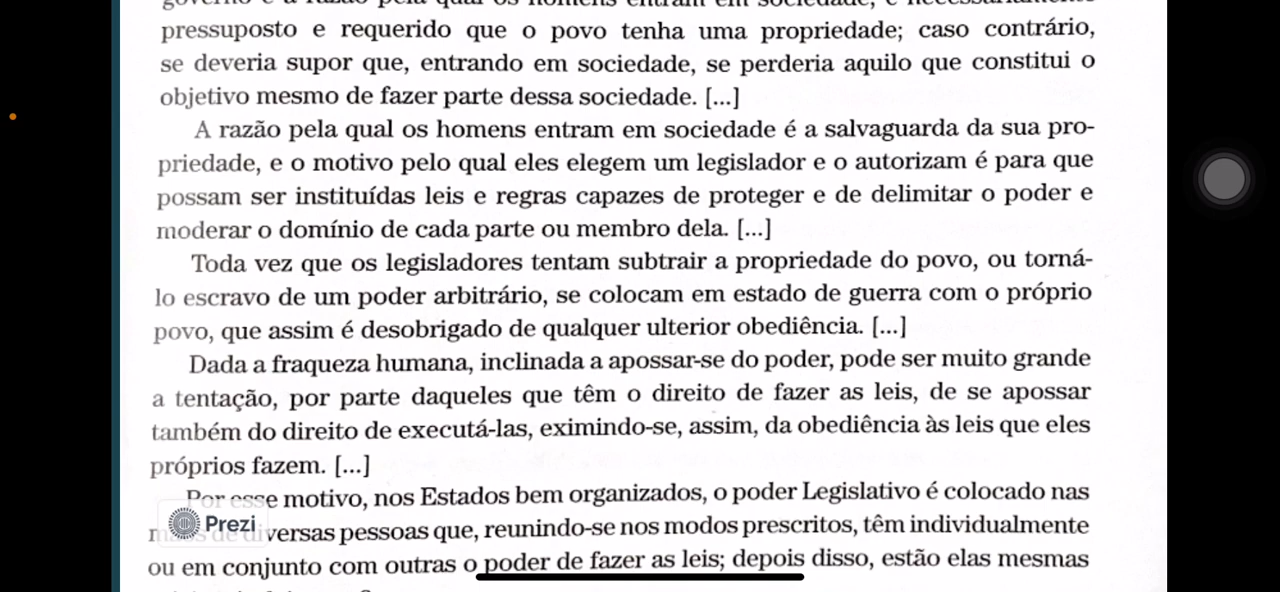 pressuposto e requerido que o povo tenha uma propriedade; caso contrário,
se deveria supor que, entrando em sociedade, se perderia aquilo que constitui o
objetivo mesmo de fazer parte dessa sociedade. [...]
A razão pela qual os homens entram em sociedade é a salvaguarda da sua pro-
priedade, e o motivo pelo qual eles elegem um legislador e o autorizam é para que
possam ser instituídas leis e regras capazes de proteger e de delimitar o poder e
moderar o domínio de cada parte ou membro dela. [...]
Toda vez que os legisladores tentam subtrair a propriedade do povo, ou torná-
lo escravo de um poder arbitrário, se colocam em estado de guerra com o próprio
povo, que assim é desobrigado de qualquer ulterior obediência. [...]
Dada a fraqueza humana, inclinada a apossar-se do poder, pode ser muito grande
a tentação, por parte daqueles que têm o direito de fazer as leis, de se apossar
também do direito de executá-las, eximindo-se, assim, da obediência às leis que eles
próprios fazem. [...]
Por esse motivo, nos Estados bem organizados, o poder Legislativo é colocado nas
Prezi
diversas pessoas que, reunindo-se nos modos prescritos, têm individualmente
ou em conjunto com outras o poder de fazer as leis; depois disso, estão elas mesmas